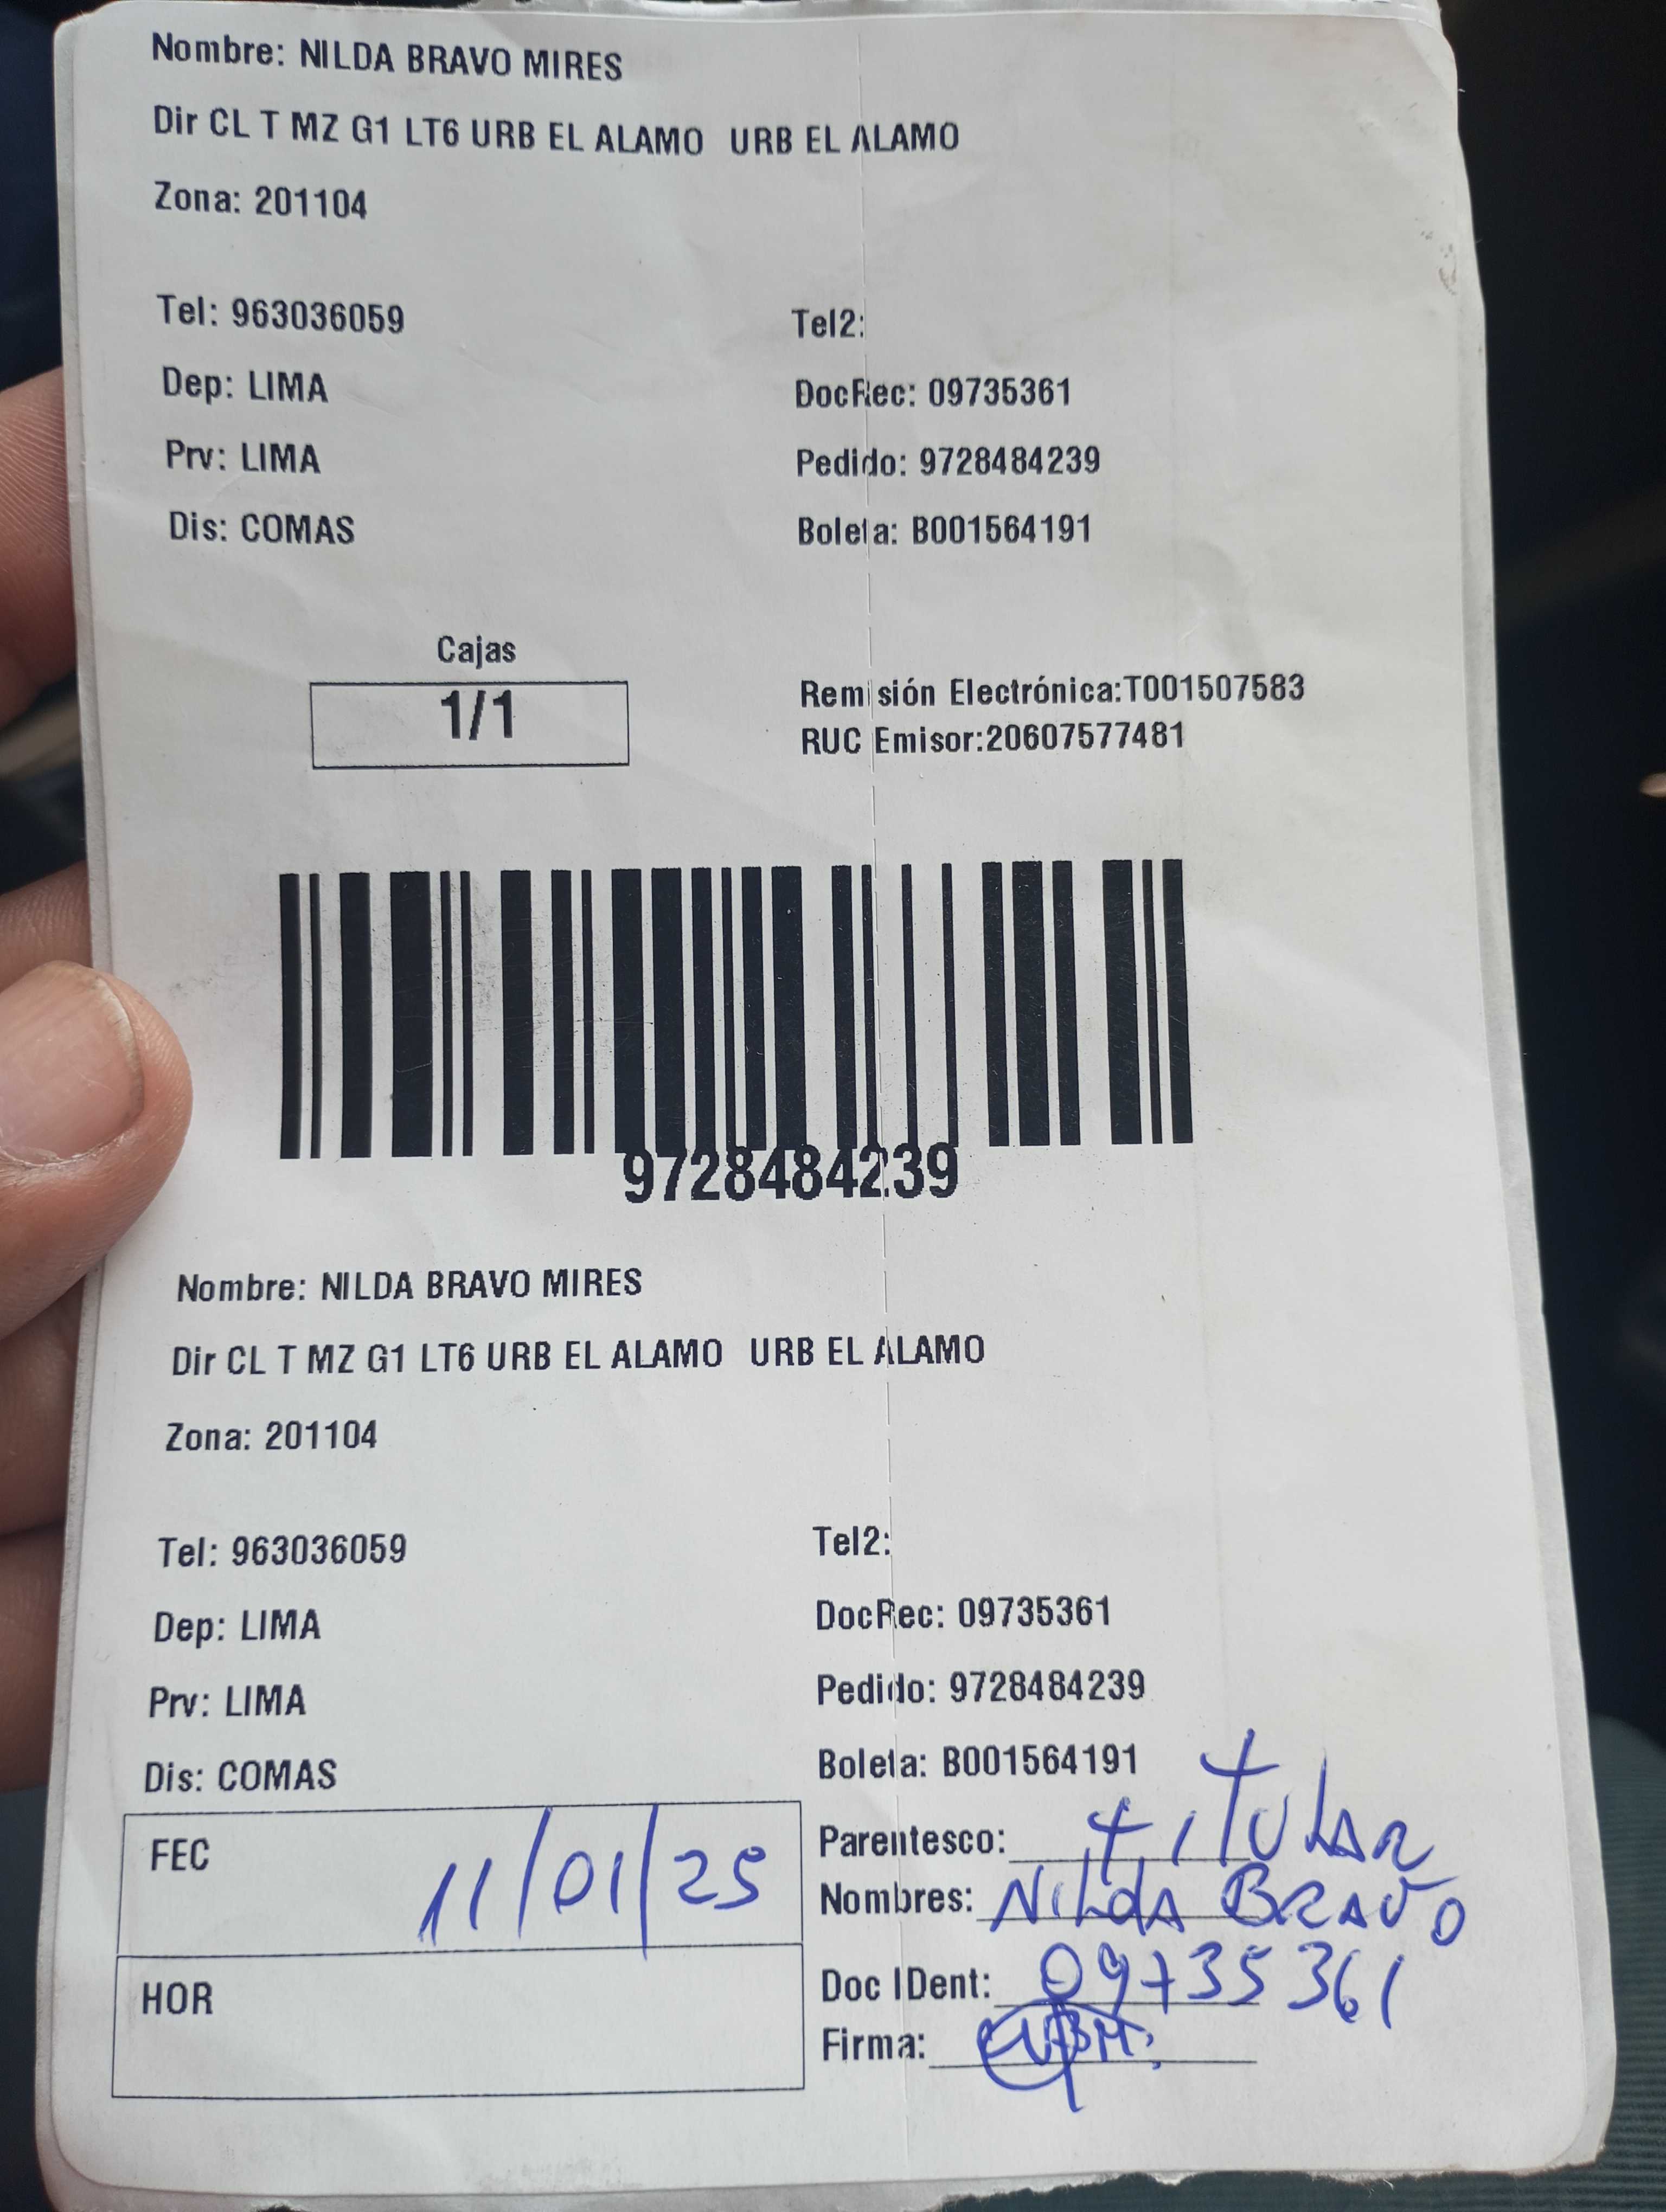 Nombre: NILDA BRAVO MIRES
Dir CL T MZ G1 LT6 URB EL ALAMO URB EL ALAMO
Zona: 201104
Tel: 963036059 Tel2:
Dep: LIMA DocRec: 09735361
Prv: LIMA Pedido: 9728484239
Dis: COMAS Boleta: B001564191
Cajas
1/1
Remisión Electrónica:T001507583
RUC Emisor:20607577481
9728484239
Nombre: NILDA BRAVO MIRES
Dir CL T MZ G1 LT6 URB EL ALAMO URB EL ALAMO
Zona: 201104
Tel: 963036059 Tel2:
Dep: LIMA DocRec: 09735361
Prv: LIMA Pedido: 9728484239
Dis: COMAS Boleta: B001564191
FEC 11/01/25
HOR
Parentesco: titular
Nombres: Nilda BRAVO
Doc IDent: 09735361
Firma: